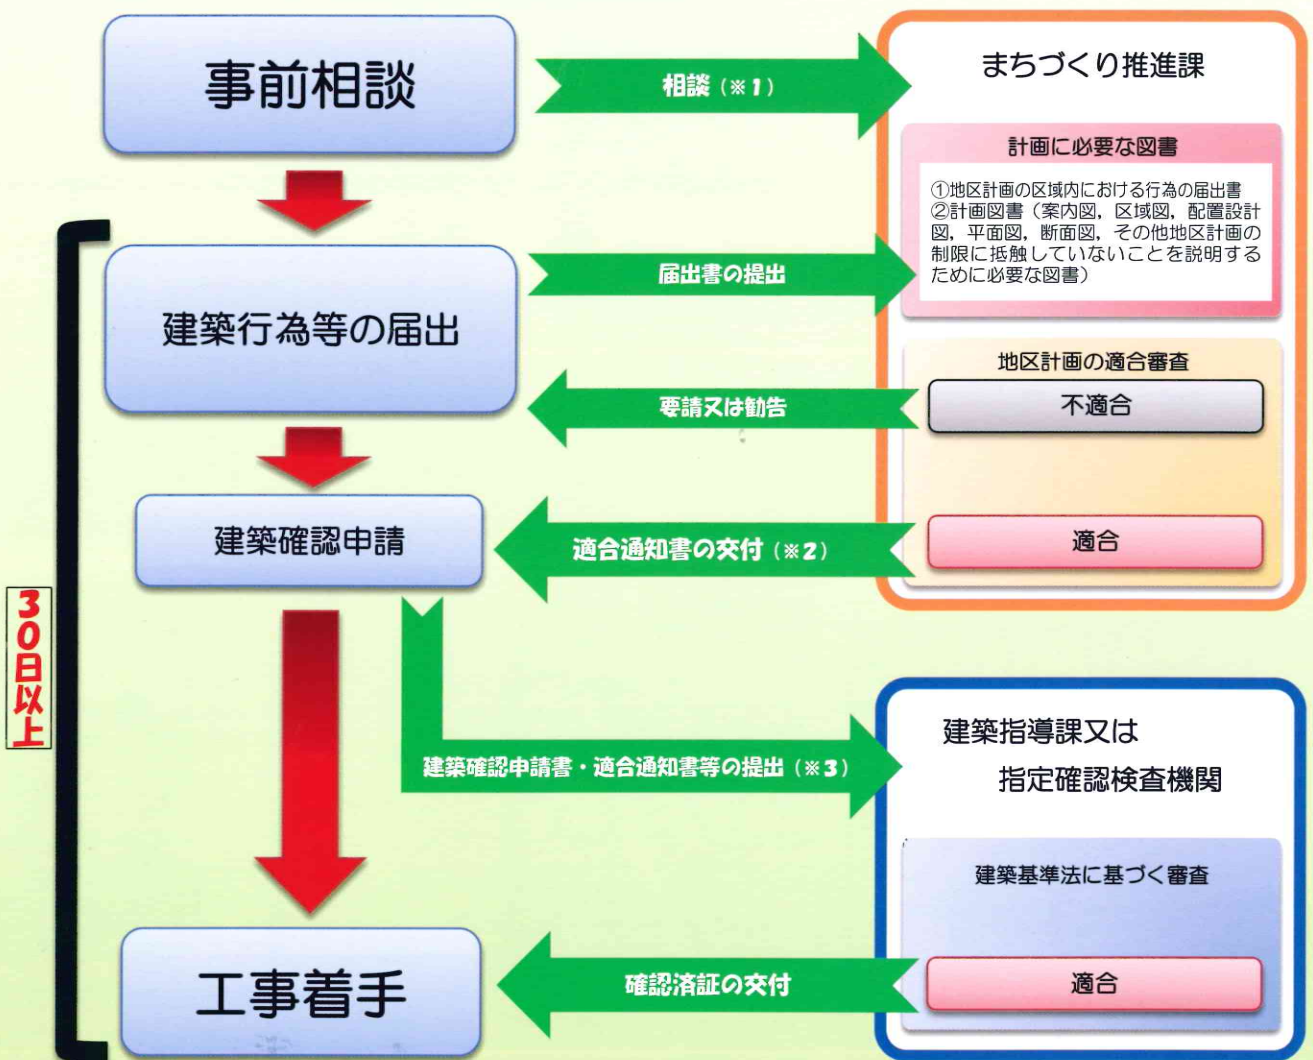 事前相談
相談（※1）
まちづくり推進課
計画に必要な図書
①地区計画の区域内における行為の届出書
②計画図書（案内図，区域図，配置設計
図，平面図，断面図，その他地区計画の
制限に抵触していないことを説明する
ために必要な図書）
建築行為等の届出
届出書の提出
地区計画の適合審査
要請又は勧告
不適合
建築確認申請
適合通知書の交付（※2）
適合
30日以上
建築確認申請書・適合通知書等の提出（※3）
建築指導課又は
指定確認検査機関
建築基準法に基づく審査
工事着手
確認済証の交付
適合